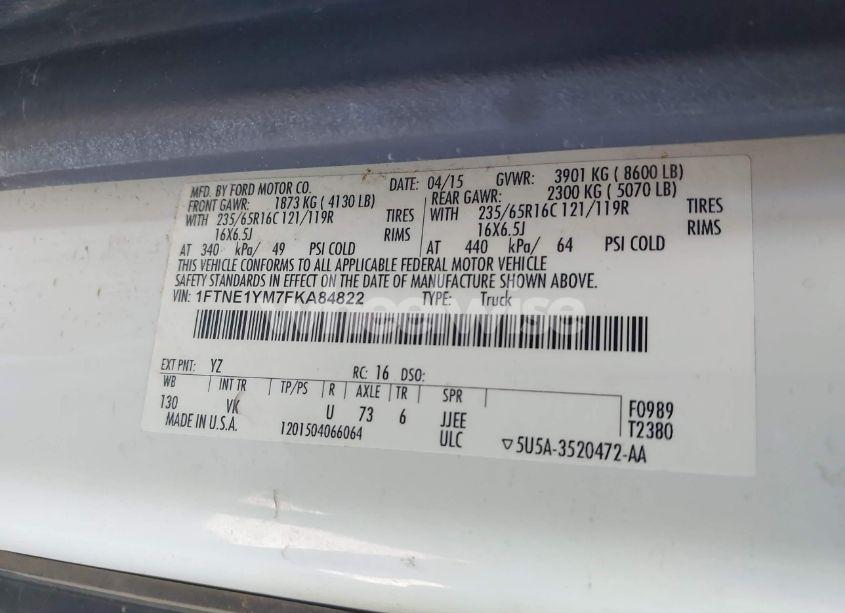 MFD. BY FORD MOTOR CO. DATE: 04/15 GVWR: 3901 KG ( 8600 LB)
FRONT GAWR: 1873 KG ( 4130 LB) REAR GAWR: 2300 KG ( 5070 LB)
WITH 235/65R16C 121/119R TIRES WITH 235/65R16C 121/119R TIRES
16X6.5J RIMS 16X6.5J RIMS
AT 340 kPa/ 49 PSI COLD AT 440 kPa/ 64 PSI COLD
THIS VEHICLE CONFORMS TO ALL APPLICABLE FEDERAL MOTOR VEHICLE
SAFETY STANDARDS IN EFFECT ON THE DATE OF MANUFACTURE SHOWN ABOVE.
VIN: 1FTNE1YM7FKA84822 TYPE: Truck
EXT PNT: YZ RC: 16 DSO:
WB INT TR TP/PS R AXLE TR SPR
130 VK U 73 6 JJEE F0989
MADE IN U.S.A. 1201504066064 ULC T2380
5U5A-3520472-AA